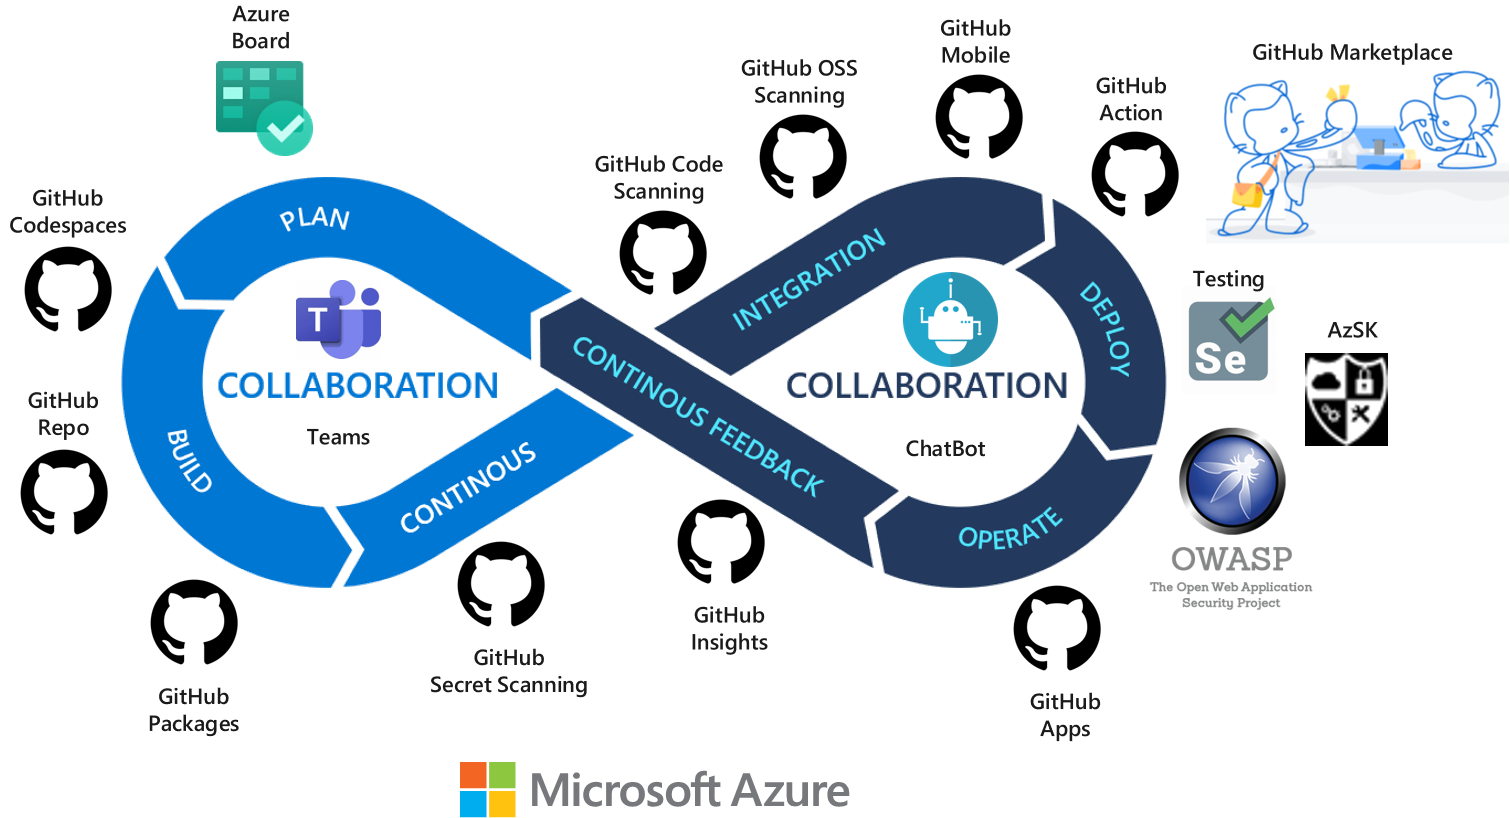 Azure
Board
GitHub
Mobile
GitHub Marketplace
GitHub OSS
Scanning
GitHub
Action
GitHub Code
Scanning
GitHub
Codespaces
PLAN
INTEGRATION
DEPLOY
Testing
Se
AzSK
T
COLLABORATION
Teams
CONTINOUS FEEDBACK
COLLABORATION
ChatBot
GitHub
Repo
BUILD
CONTINOUS
OPERATE
OWASP
The Open Web Application
Security Project
GitHub
Insights
GitHub
Secret Scanning
GitHub
Packages
GitHub
Apps
Microsoft Azure